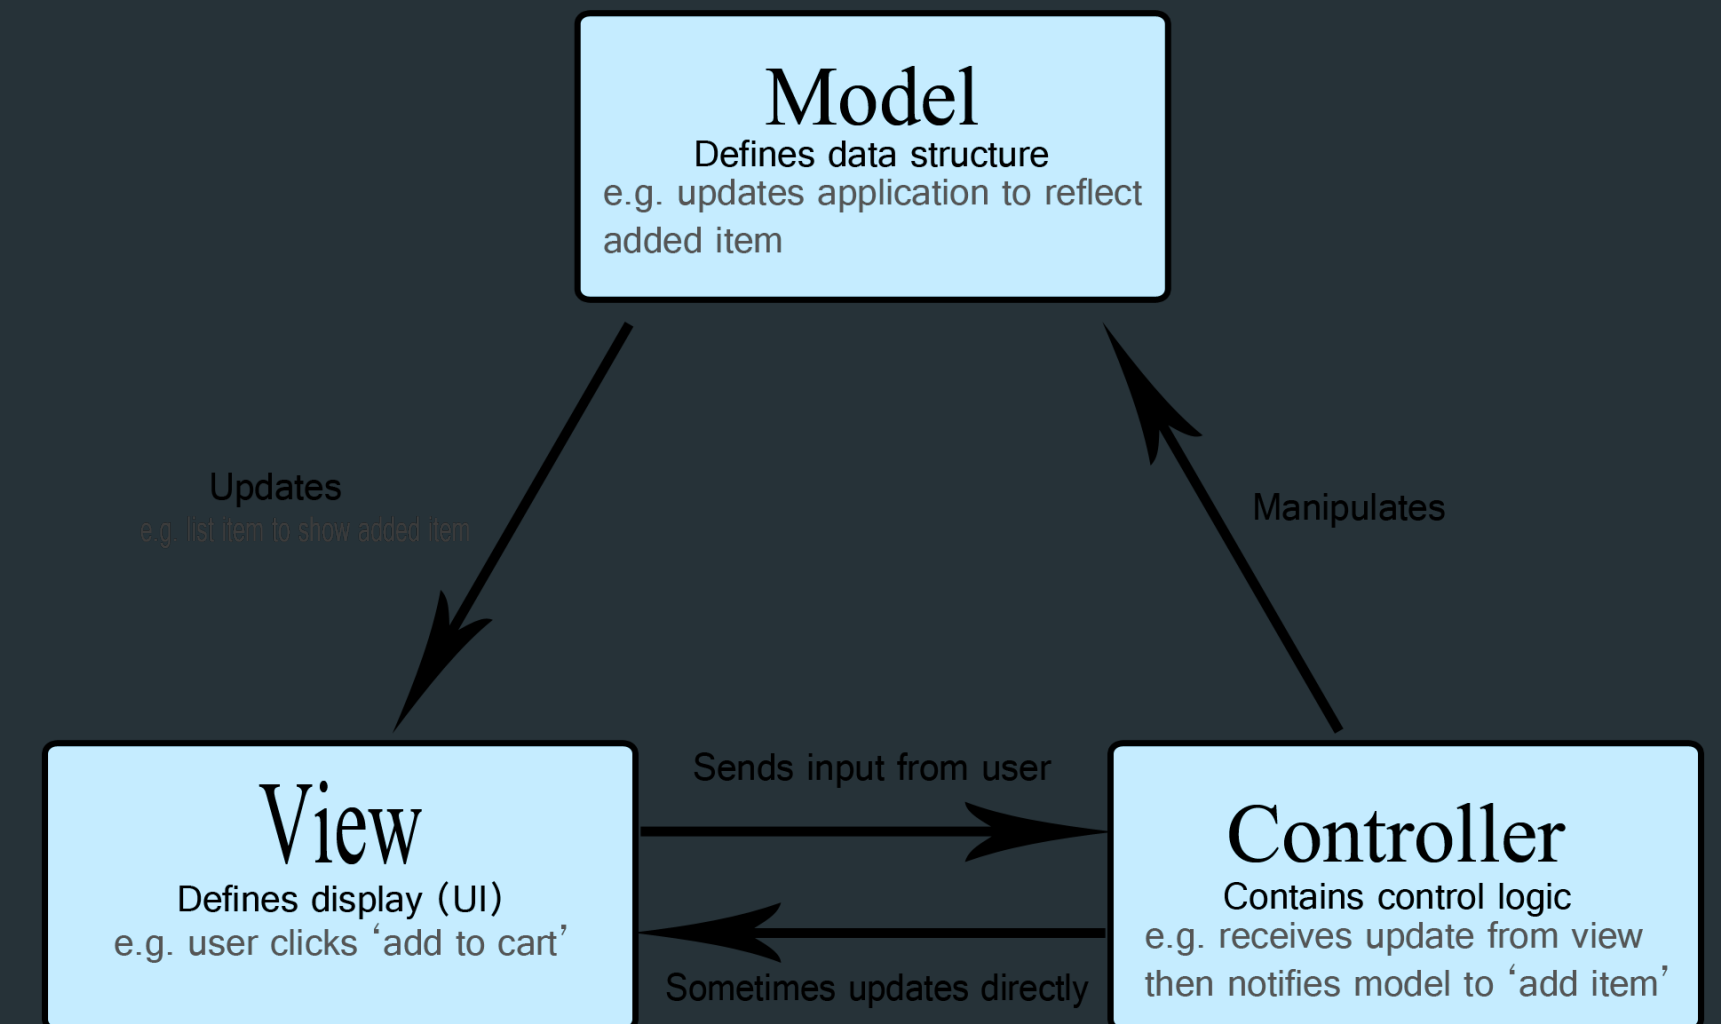 Model
Defines data structure
e.g. updates application to reflect
added item
Updates
e.g. list item to show added item
Manipulates
Sends input from user
View
Defines display (UI)
e.g. user clicks ‘add to cart’
Controller
Contains control logic
e.g. receives update from view
then notifies model to ‘add item’
Sometimes updates directly